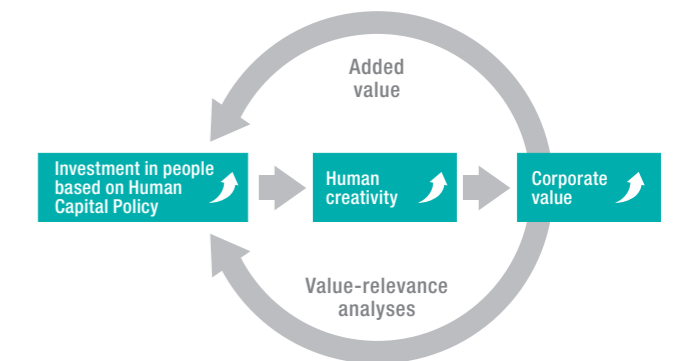 Added
value
Investment in people
based on Human
Capital Policy
Human
creativity
Corporate
value
Value-relevance
analyses